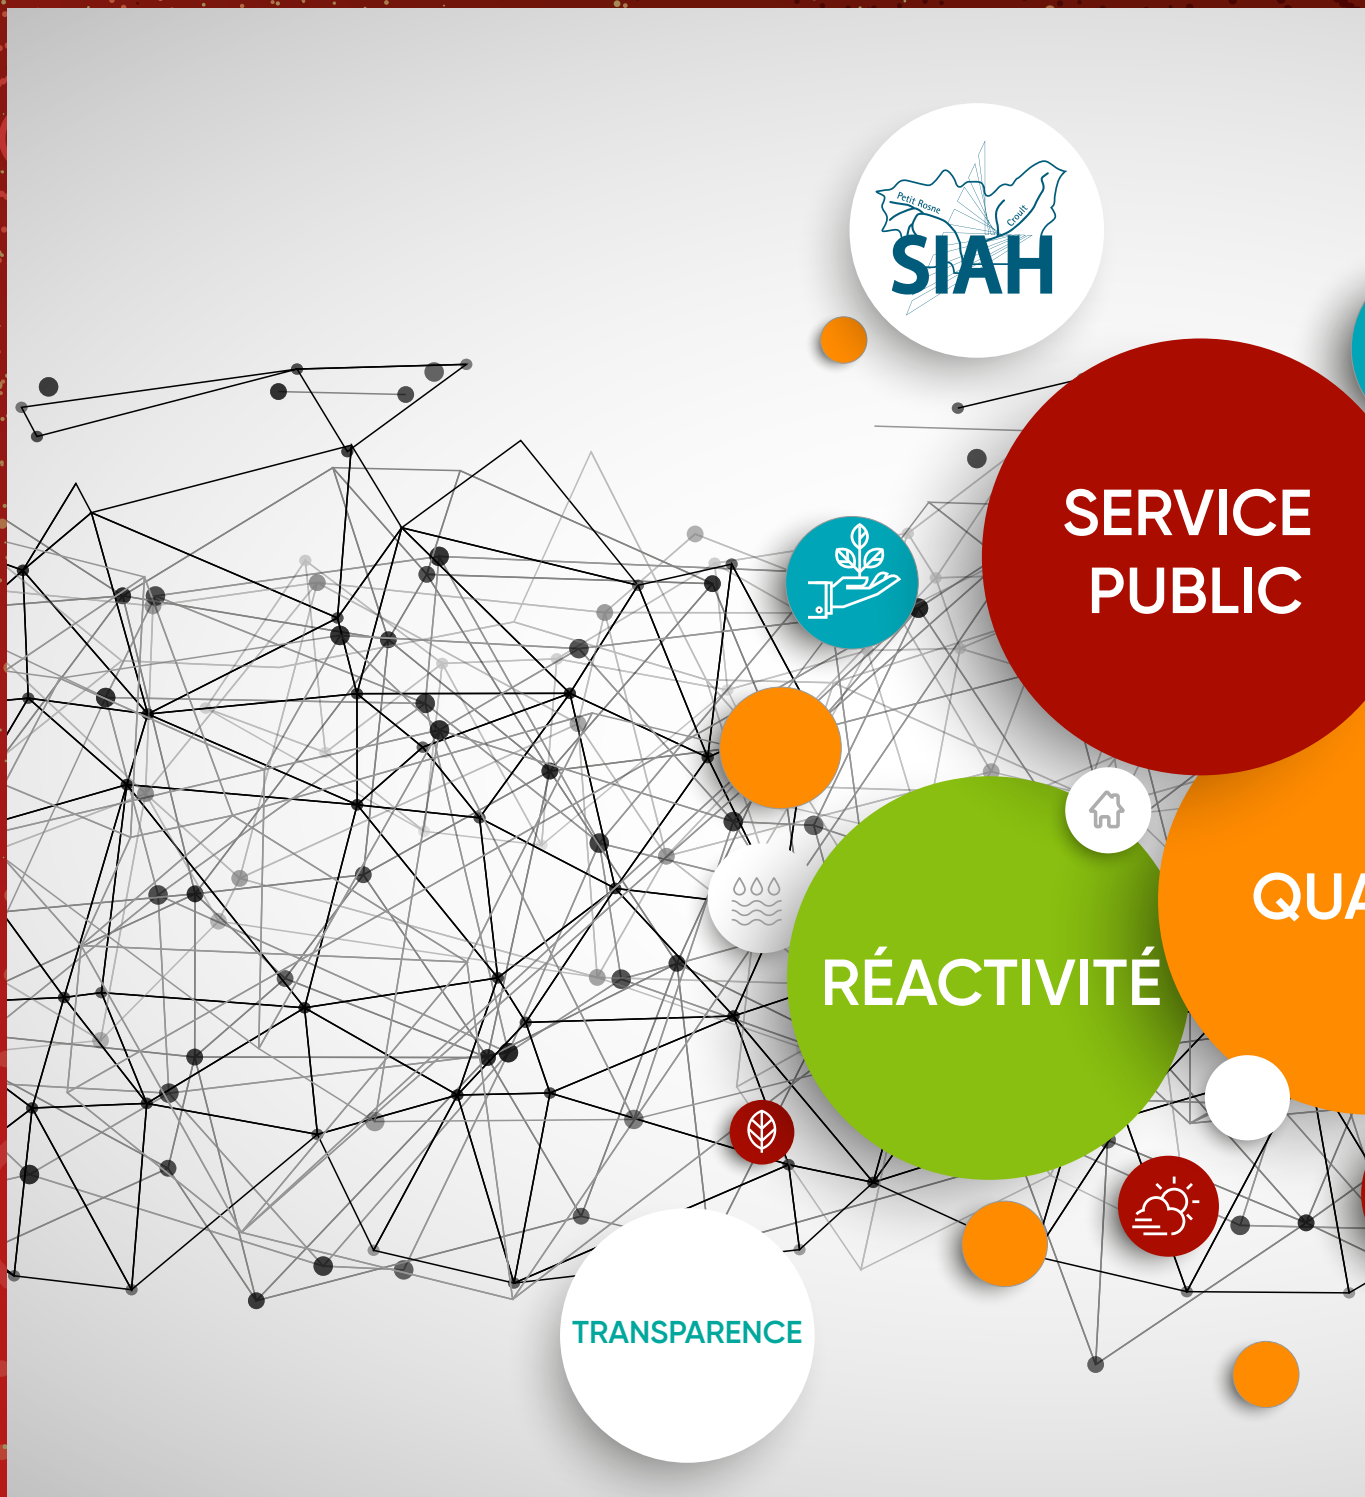 Petit Rosne
Croult
SIAH
SERVICE
PUBLIC
QUA
RÉACTIVITÉ
TRANSPARENCE